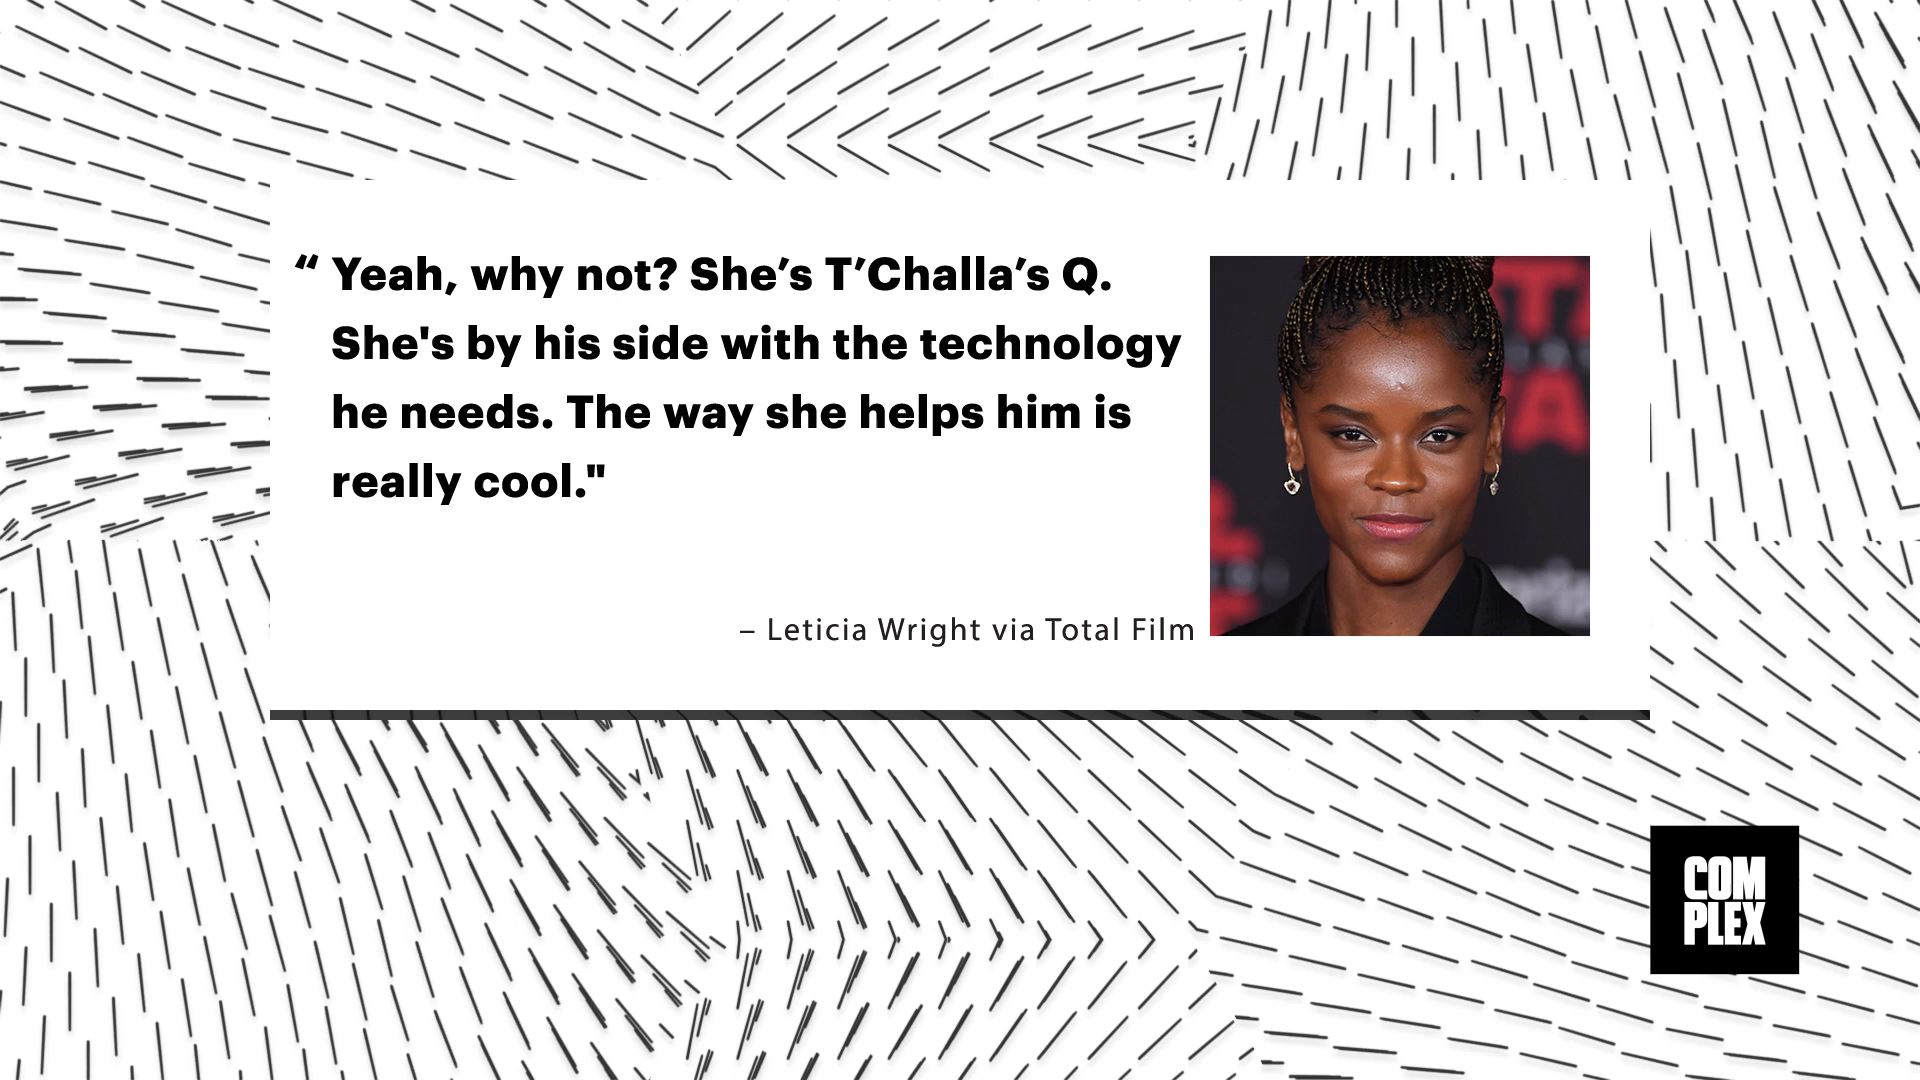 “ Yeah, why not? She’s T’Challa’s Q.
She's by his side with the technology
he needs. The way she helps him is
really cool."
– Leticia Wright via Total Film
COM
PLEX